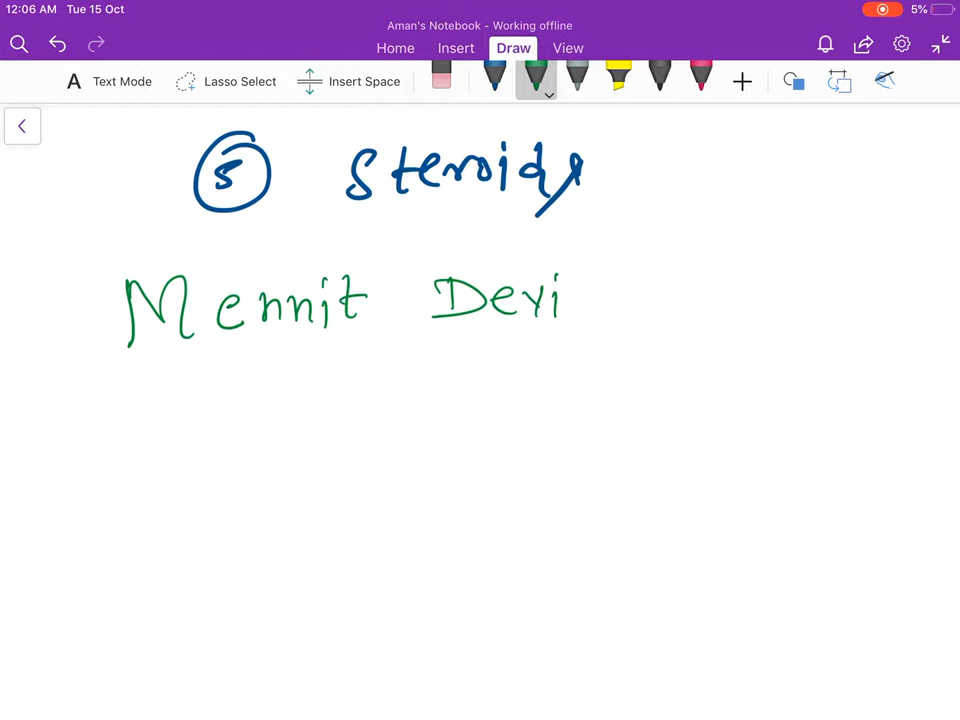 12:06 AM Tue 15 Oct 5%
Aman's Notebook - Working offline
Home Insert Draw View
A Text Mode Lasso Select Insert Space
5 Steroids
Mennit Devi